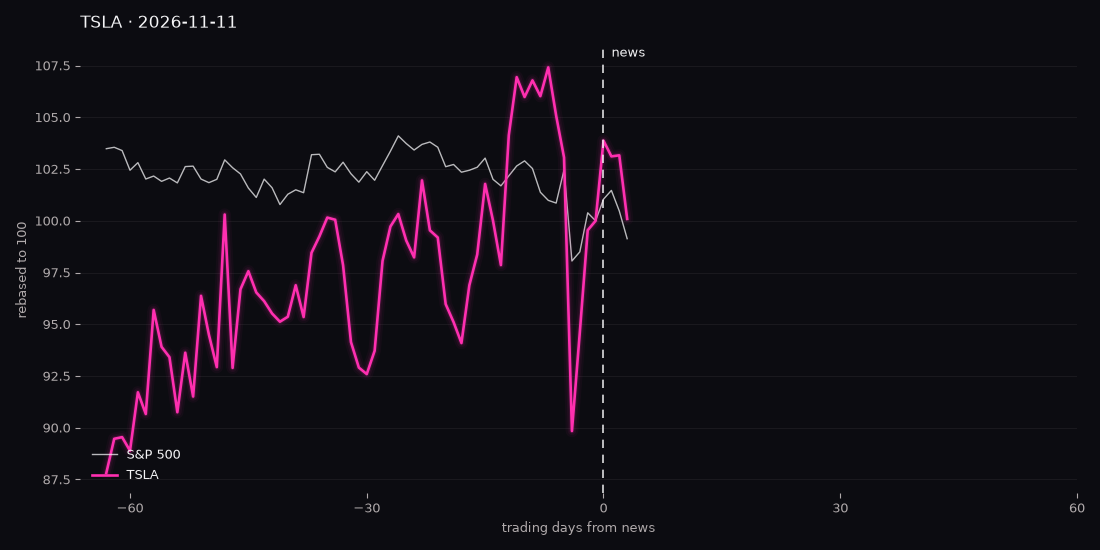 TSLA · 2026-11-11
news
107.5
105.0
102.5
100.0
97.5
95.0
92.5
90.0
87.5
rebased to 100
S&P 500
TSLA
−60
−30
0
30
60
trading days from news